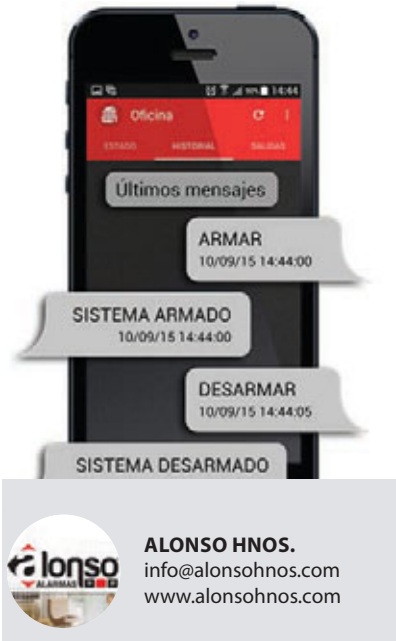 14:44
Oficina
ESTADO HISTORIAL SALIDAS
Últimos mensajes
ARMAR
10/09/15 14:44:00
SISTEMA ARMADO
10/09/15 14:44:00
DESARMAR
10/09/15 14:44:05
SISTEMA DESARMADO
alonso
ALARMAS
ALONSO HNOS.
info@alonsohnos.com
www.alonsohnos.com